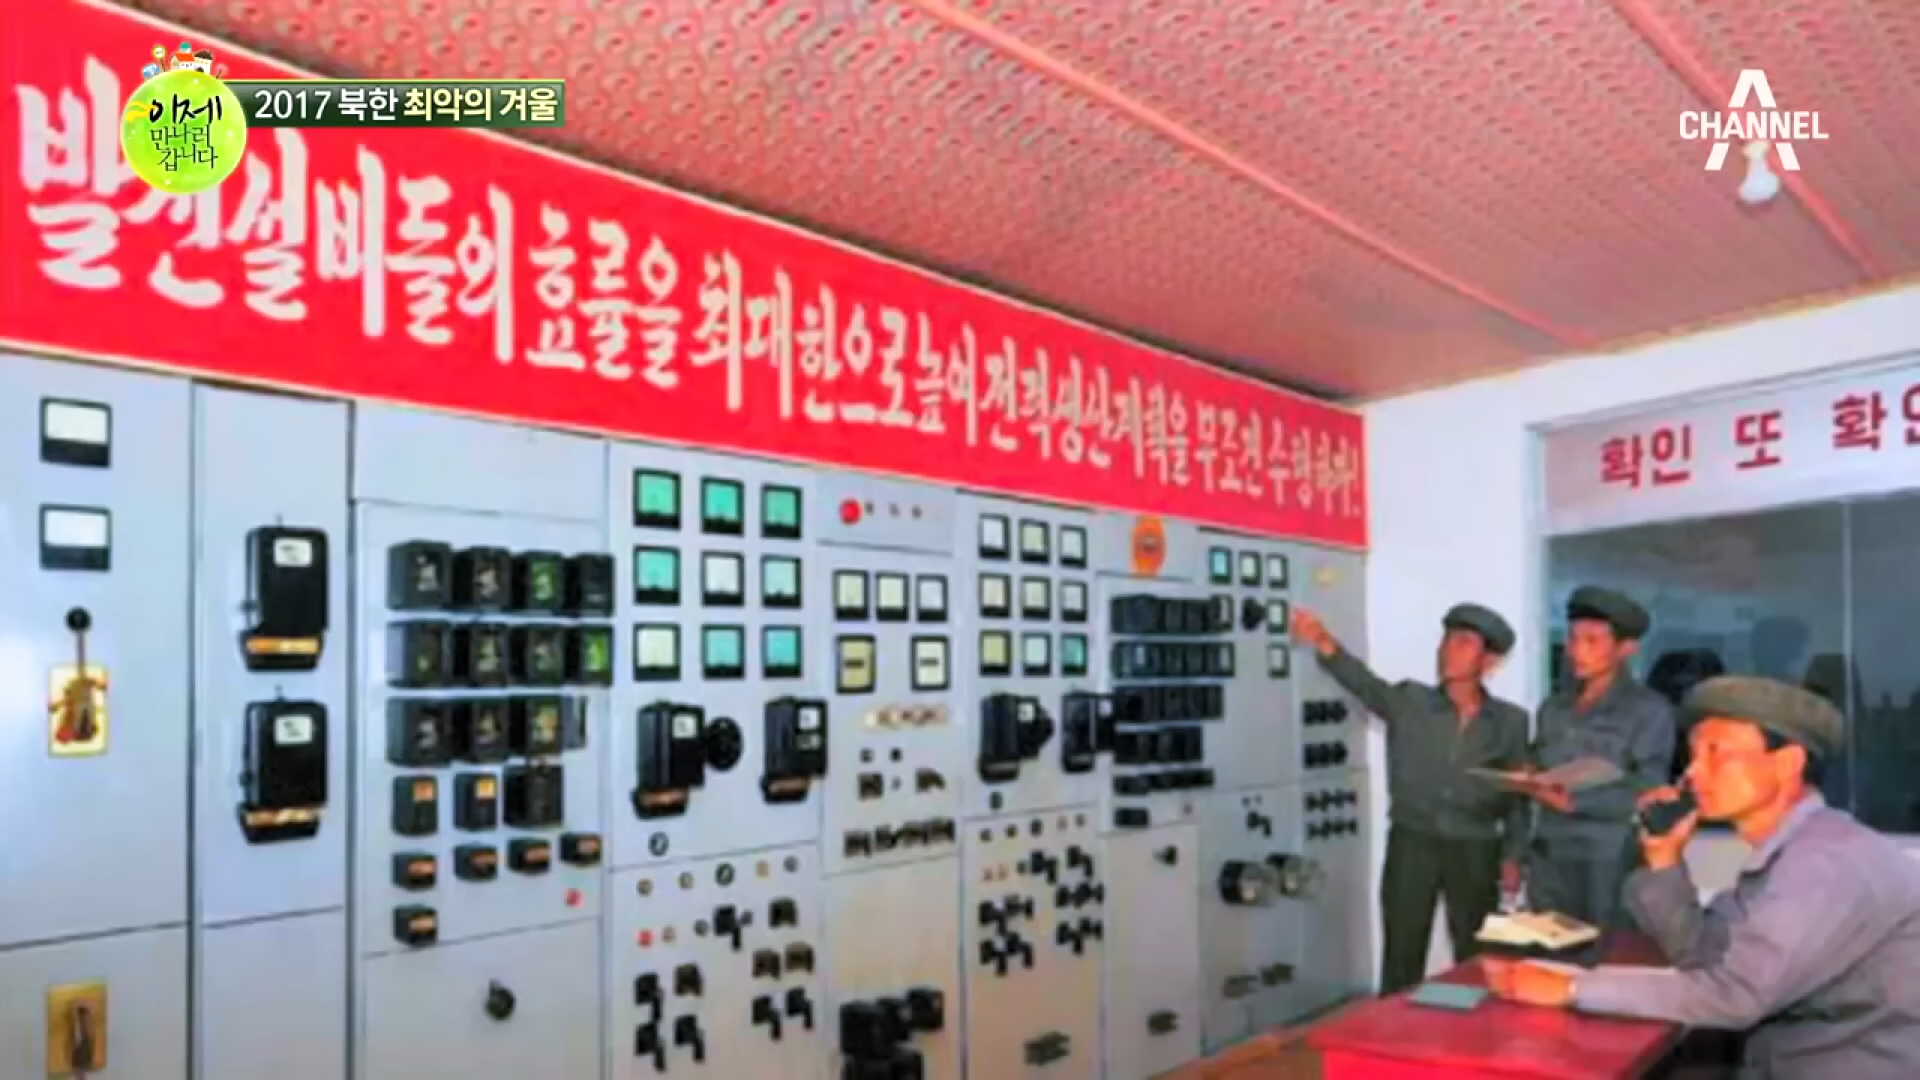 이제
만나러
갑니다
2017 북한 최악의 겨울
CHANNEL A
발전설비들의 효률을 최대한으로 높여 전력생산계획을 무조건 수행하자!
확인 또 확인